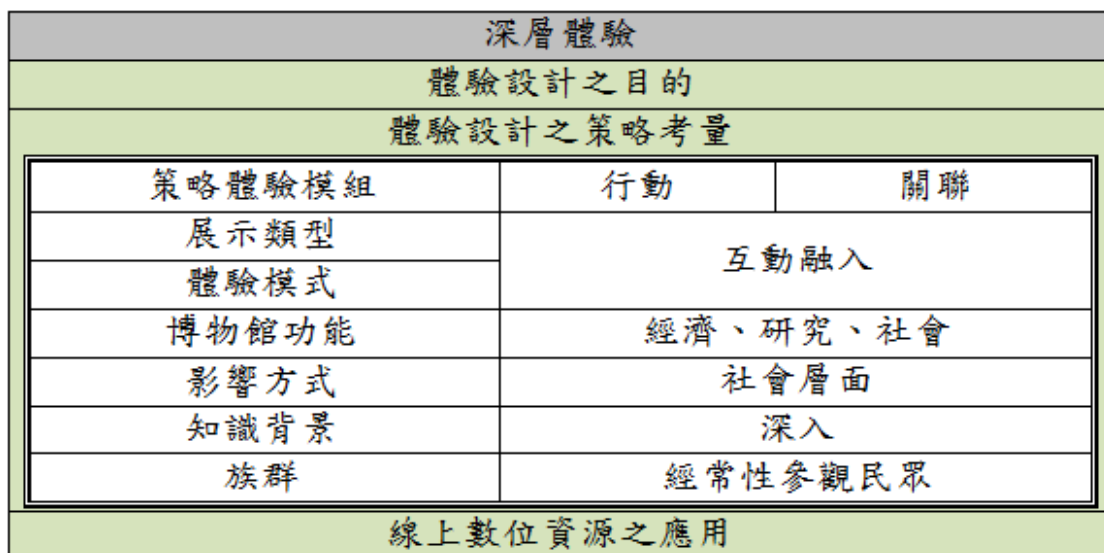 深層體驗
體驗設計之目的
體驗設計之策略考量
策略體驗模組 行動 關聯
展示類型
互動融入
體驗模式
博物館功能 經濟、研究、社會
影響方式 社會層面
知識背景 深入
族群 經常性參觀民眾
線上數位資源之應用